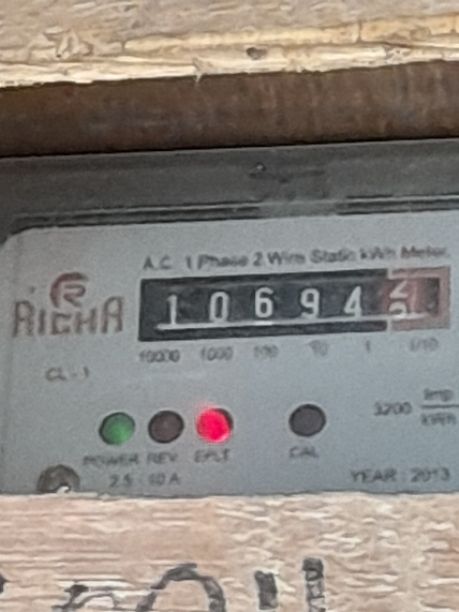 A.C. 1 Phase 2 Wire Static kWh Meter
RICHA
1 0 6 9 4
10000 1000 100 10 1 1/10
CL - 1
3200 Imp
kWh
POWER REV EFLT CAL
2.5 - 10 A
YEAR : 2013